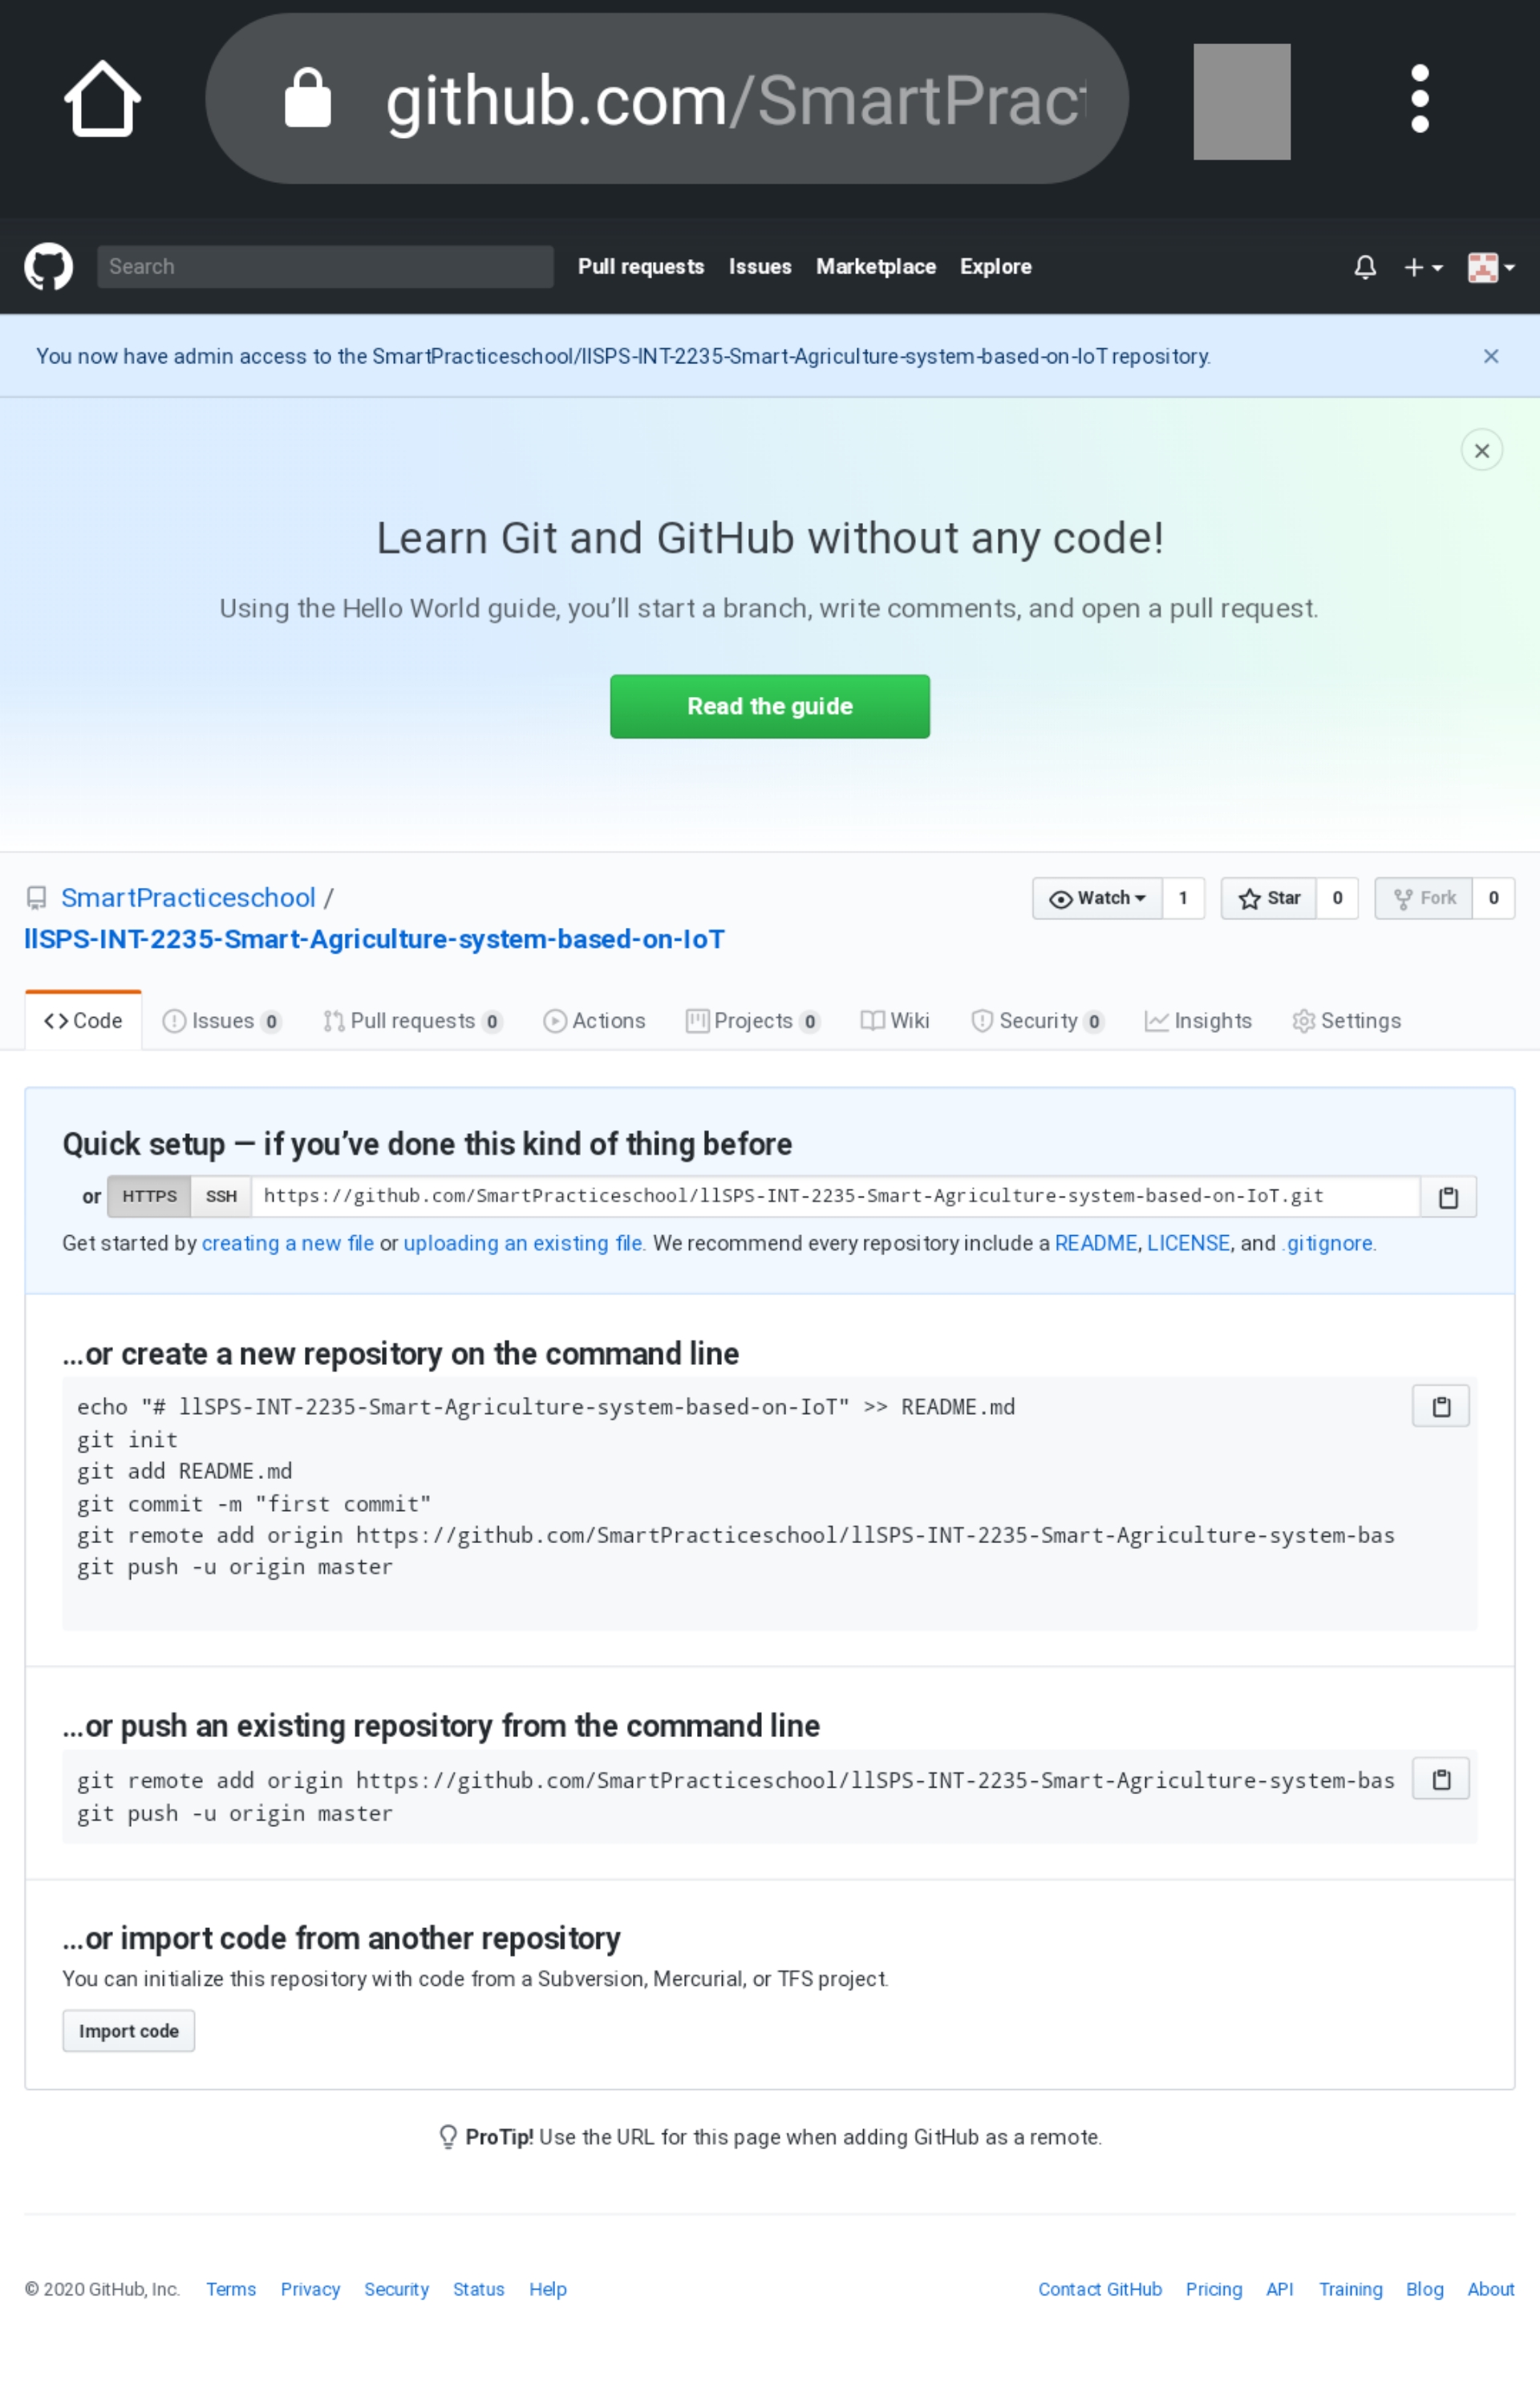 github.com/SmartPract
Search
Pull requests Issues Marketplace Explore
You now have admin access to the SmartPracticeschool/llSPS-INT-2235-Smart-Agriculture-system-based-on-IoT repository.
Learn Git and GitHub without any code!
Using the Hello World guide, you’ll start a branch, write comments, and open a pull request.
Read the guide
SmartPracticeschool /
Watch 1 Star 0 Fork 0
llSPS-INT-2235-Smart-Agriculture-system-based-on-IoT
Code Issues 0 Pull requests 0 Actions Projects 0 Wiki Security 0 Insights Settings
Quick setup — if you’ve done this kind of thing before
or HTTPS SSH https://github.com/SmartPracticeschool/llSPS-INT-2235-Smart-Agriculture-system-based-on-IoT.git
Get started by creating a new file or uploading an existing file. We recommend every repository include a README, LICENSE, and .gitignore.
…or create a new repository on the command line
echo "# llSPS-INT-2235-Smart-Agriculture-system-based-on-IoT" >> README.md
git init
git add README.md
git commit -m "first commit"
git remote add origin https://github.com/SmartPracticeschool/llSPS-INT-2235-Smart-Agriculture-system-bas
git push -u origin master
…or push an existing repository from the command line
git remote add origin https://github.com/SmartPracticeschool/llSPS-INT-2235-Smart-Agriculture-system-bas
git push -u origin master
…or import code from another repository
You can initialize this repository with code from a Subversion, Mercurial, or TFS project.
Import code
ProTip! Use the URL for this page when adding GitHub as a remote.
© 2020 GitHub, Inc. Terms Privacy Security Status Help Contact GitHub Pricing API Training Blog About